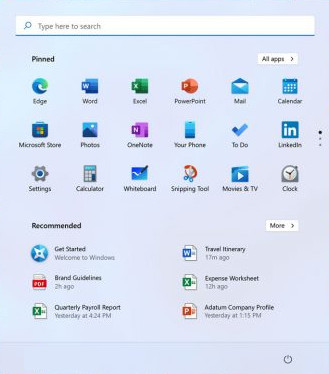 Type here to search
Pinned
All apps >
Edge Word Excel PowerPoint Mail Calendar
Microsoft Store Photos OneNote Your Phone To Do LinkedIn
Settings Calculator Whiteboard Snipping Tool Movies & TV Clock
Recommended
More >
Get Started
Welcome to Windows
Travel Itinerary
17m ago
PDF
Brand Guidelines
2h ago
Expense Worksheet
12h ago
Quarterly Payroll Report
Yesterday at 4:24 PM
Adatum Company Profile
Yesterday at 1:15 PM